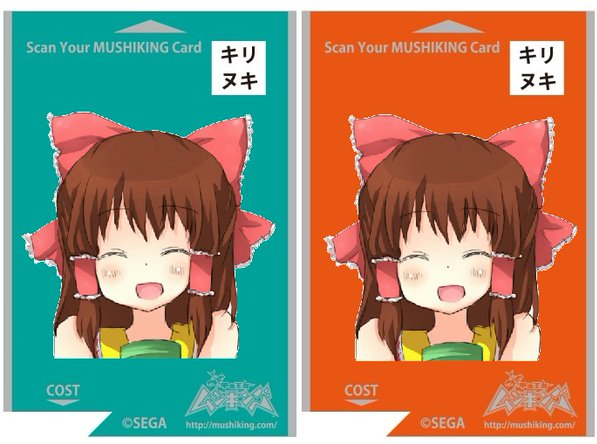 Scan Your MUSHIKING Card
キリ
ヌキ
COST
©SEGA
http://mushiking.com/
Scan Your MUSHIKING Card
キリ
ヌキ
COST
©SEGA
http://mushiking.com/